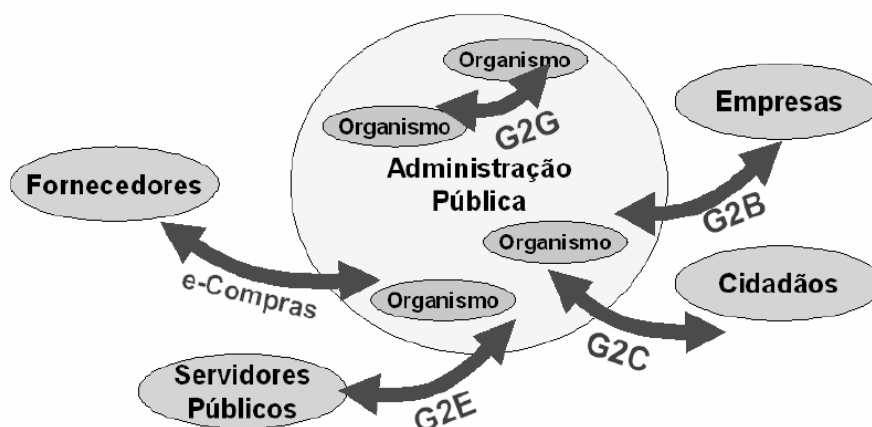 Organismo
Organismo
G2G
Empresas
Administração
Pública
Fornecedores
G2B
Organismo
e-Compras
Organismo
Cidadãos
G2C
Servidores
Públicos
G2E